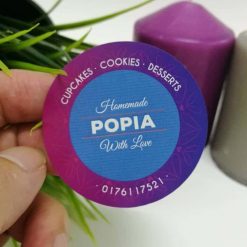 CUPCAKES · COOKIES · DESSERTS
Homemade
POPIA
With Love
· 0176117521 ·